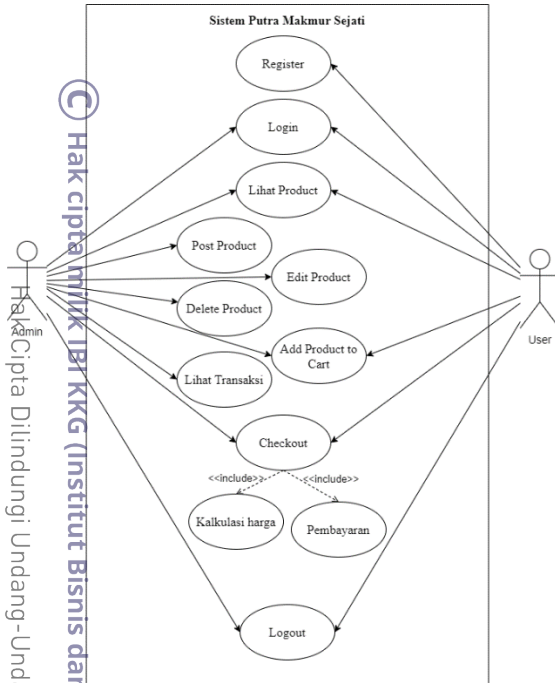 Sistem Putra Makmur Sejati
Register
Login
Lihat Product
Post Product
Edit Product
Delete Product
Add Product to
Cart
Lihat Transaksi
Checkout
<<include>>
<<include>>
Kalkulasi harga
Pembayaran
Logout
Admin
User
© Hak cipta milik IBI KKG (Institut Bisnis dan
Hak Cipta Dilindungi Undang-Und